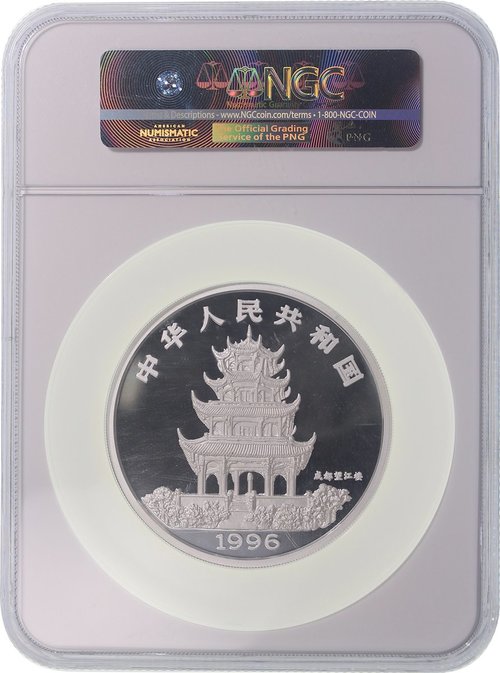 NGC
Numismatic Guaranty
& Descriptions - www.NGCcoin.com/terms • 1-800-NGC-COIN
AMERICAN
NUMISMATIC
ASSOCIATION
The Official Grading
Service of the PNG
PNG
中华人民共和国
成都望江楼
1996